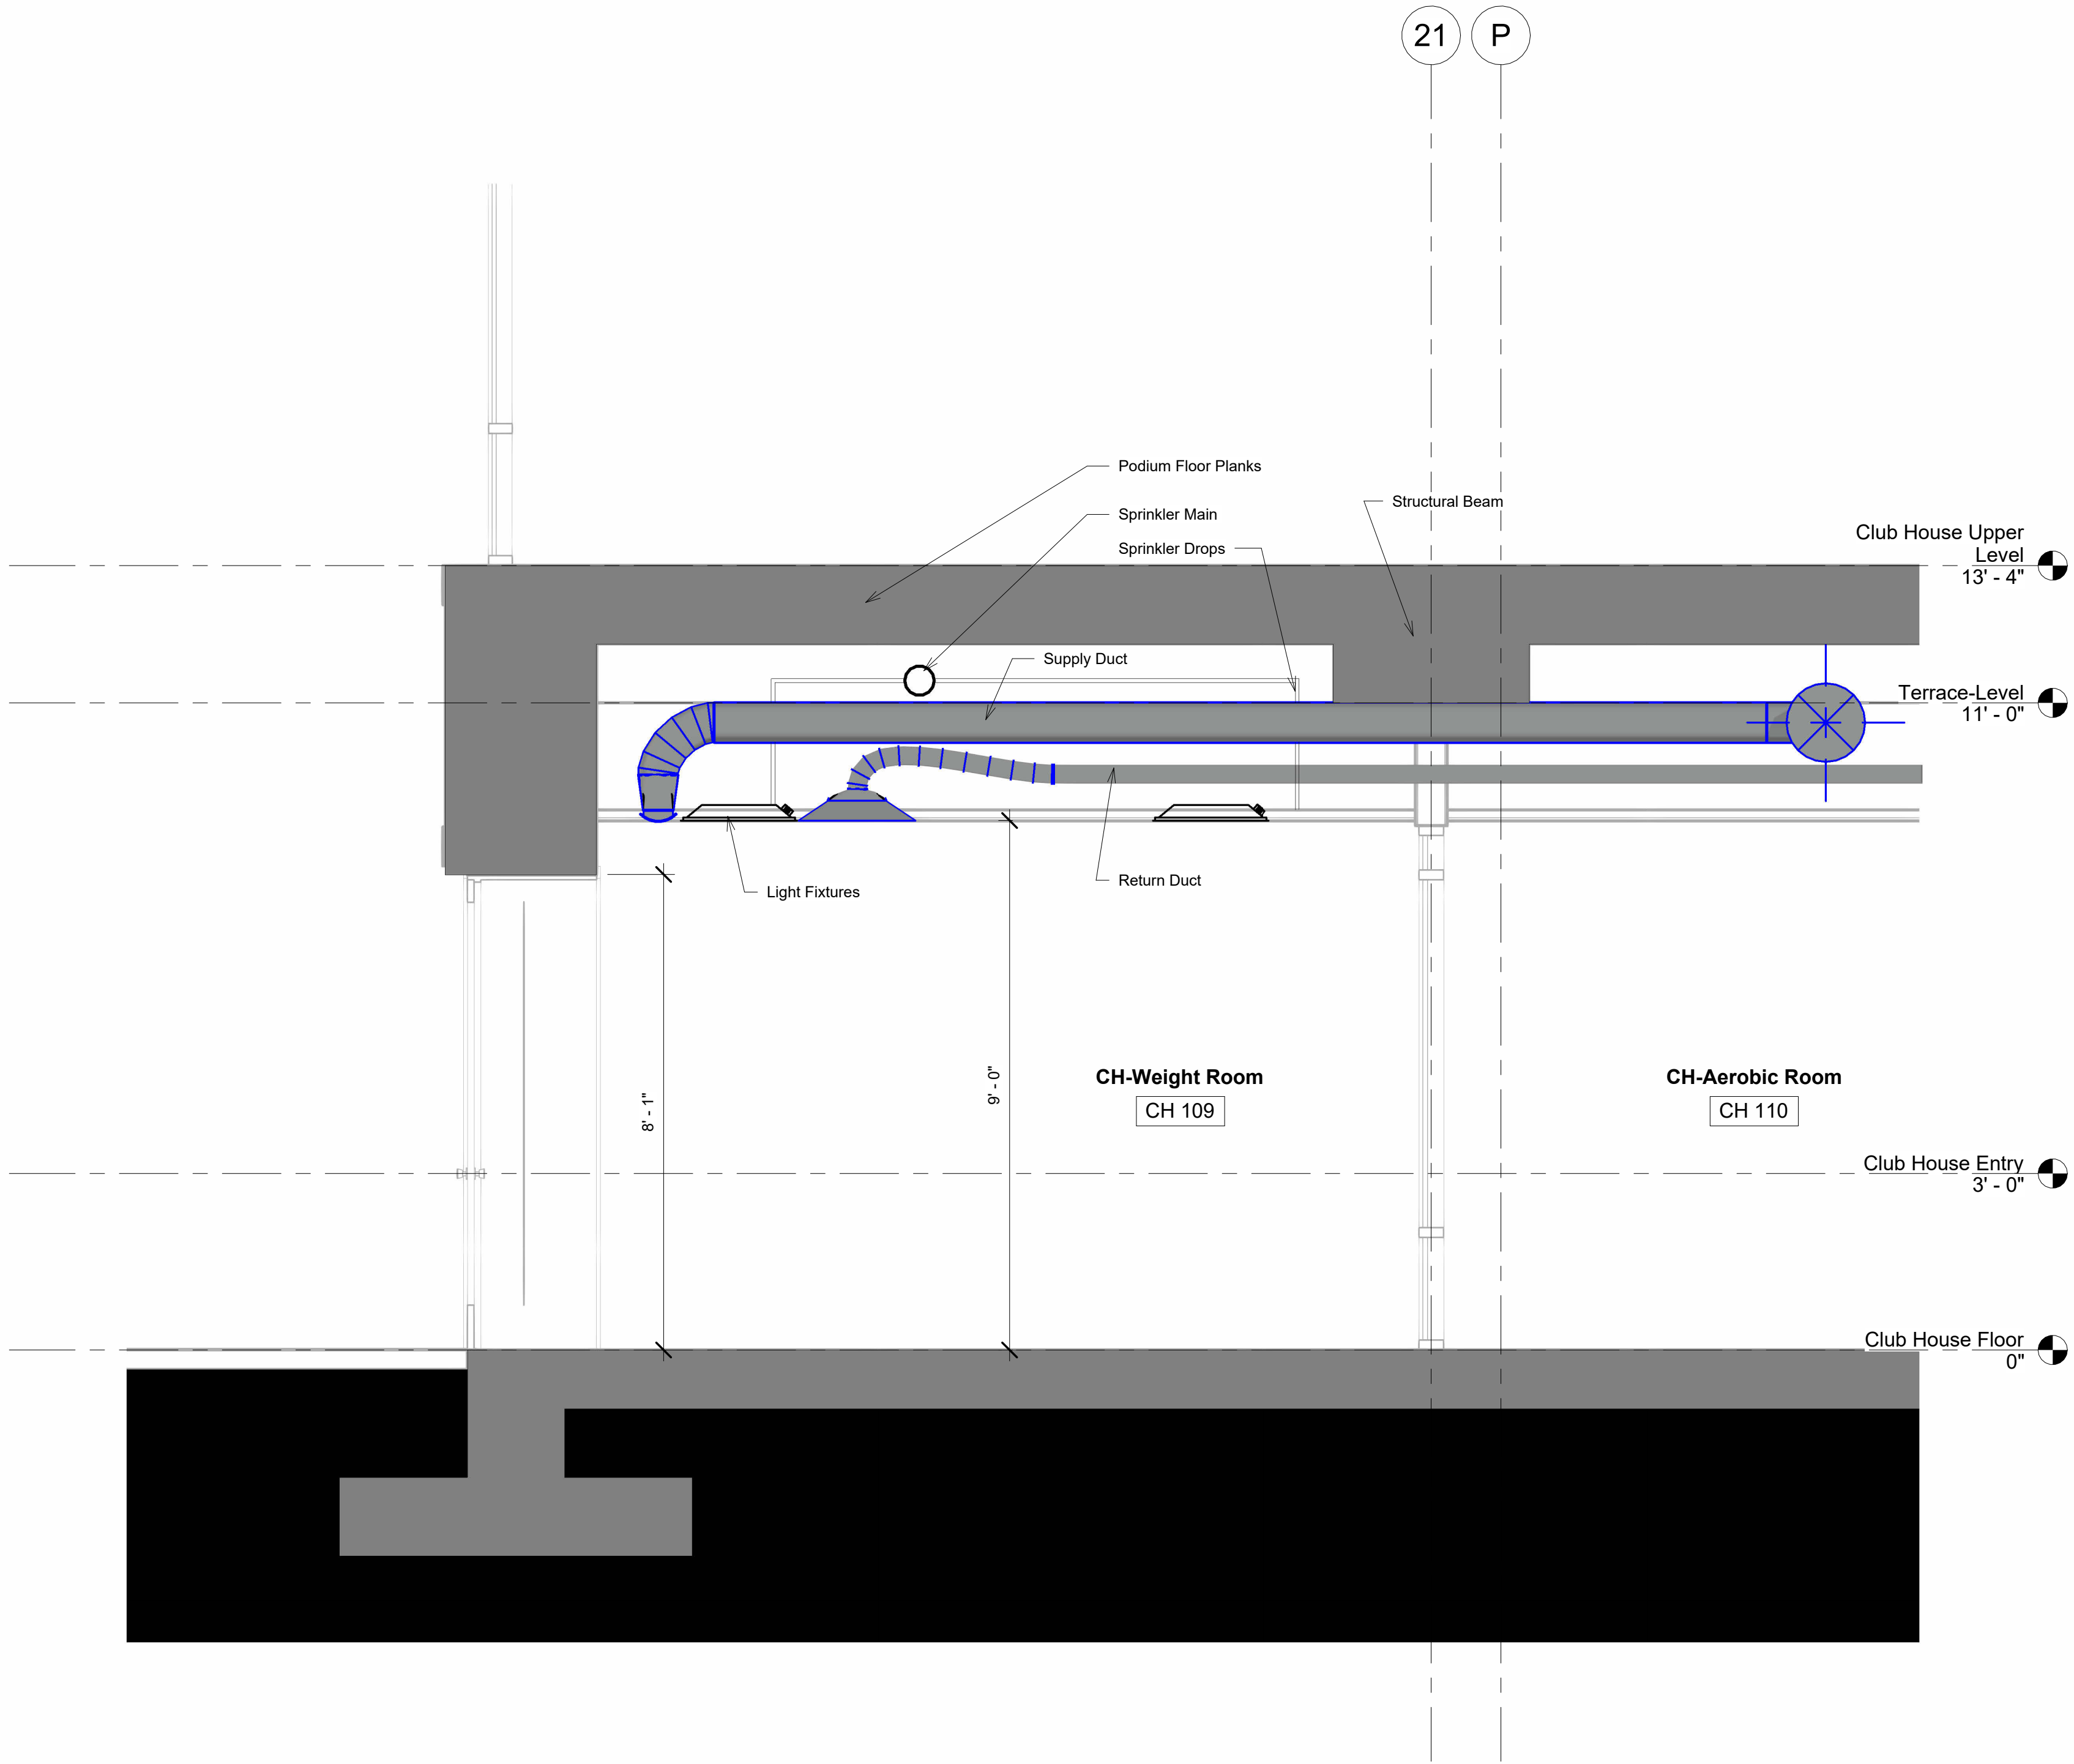 21
P
Podium Floor Planks
Structural Beam
Sprinkler Main
Sprinkler Drops
Club House Upper
Level
13' - 4"
Supply Duct
Terrace-Level
11' - 0"
Light Fixtures
Return Duct
8' - 1"
9' - 0"
CH-Weight Room
CH 109
CH-Aerobic Room
CH 110
Club House Entry
3' - 0"
Club House Floor
0"